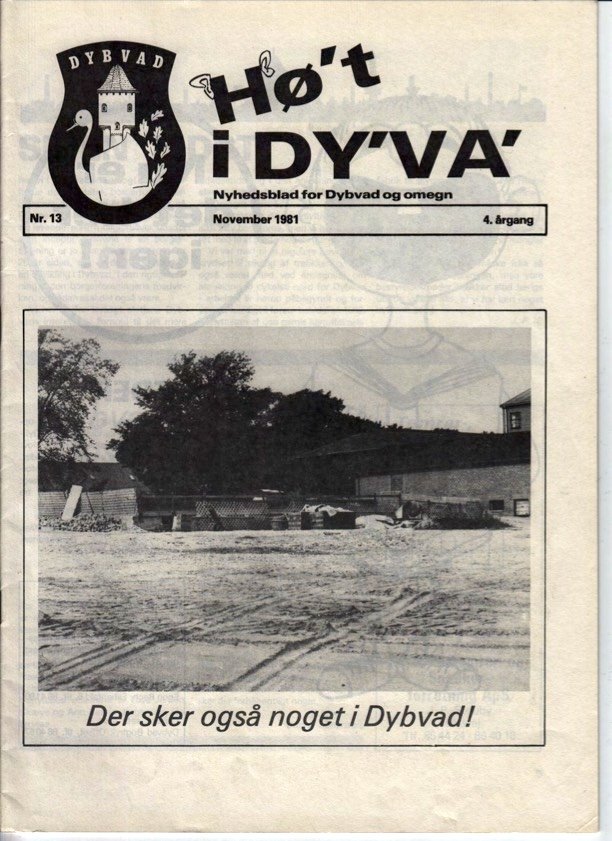 DYBVAD
Hø't
i DY'VA'
Nyhedsblad for Dybvad og omegn
Nr. 13 November 1981 4. årgang
igen!
Der sker også noget i Dybvad!